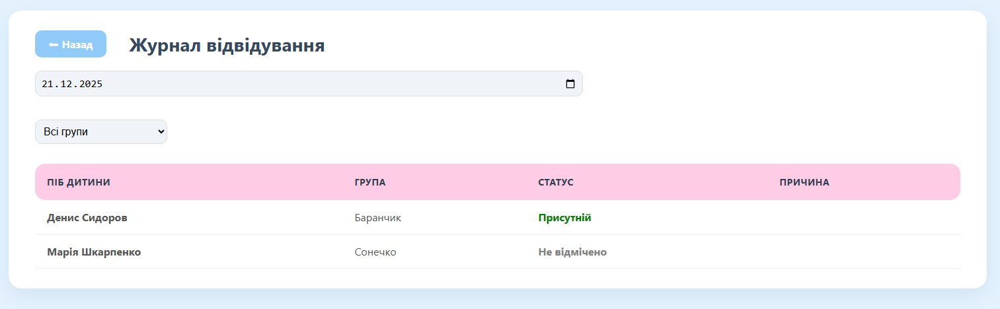 ⬅ Назад
Журнал відвідування
21.12.2025
Всі групи
ПІБ ДИТИНИ ГРУПА СТАТУС ПРИЧИНА
Денис Сидоров Баранчик Присутній
Марія Шкарпенко Сонечко Не відмічено